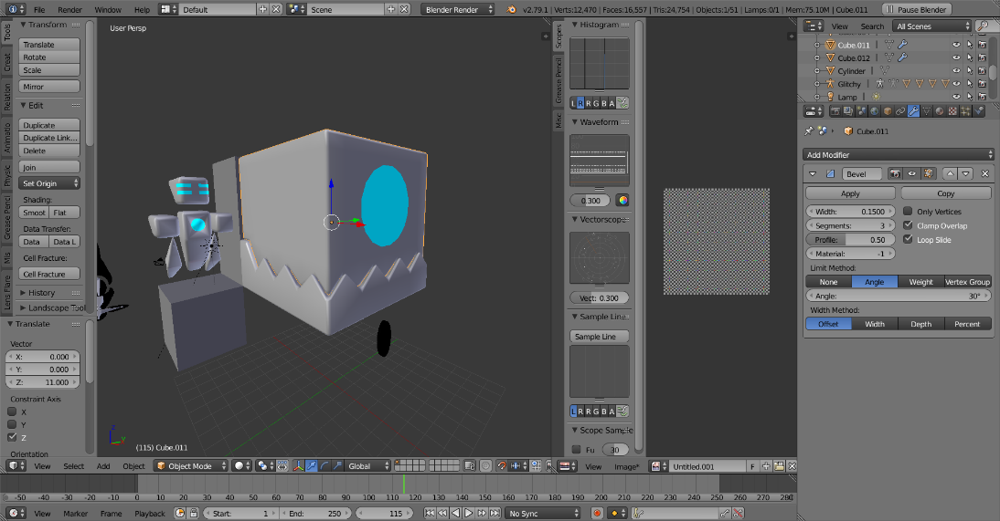 File Render Window Help Default Scene Blender Render v2.79.1 | Verts:12,470 | Faces:16,557 | Tris:24,754 | Objects:1/51 | Lamps:0/1 | Mem:75.10M | Cube.011 Pause Blender
Tools
Creat
Relation
Animatio
Physic
Grease Penci
Mis
Lens Flare
Transform
Translate
Rotate
Scale
Mirror
Edit
Duplicate
Duplicate Link...
Delete
Join
Set Origin
Shading:
Smoot Flat
Data Transfer:
Data Data L
Cell Fracture:
Cell Fracture
History
Landscape Tool
Translate
Vector
X: 0.000
Y: 0.000
Z: 11.000
Constraint Axis
X
Y
Z
Orientation
User Persp
z
y
(115) Cube.011
View Select Add Object Object Mode Global
Scopes
Grease Pencil
Misc
Histogram
L R R G B A
Waveform
0.300
Vectorscope
Vect: 0.300
Sample Line
Sample Line
L R R G B A
Scope Sample
Fu 30
View Image* Untitled.001 F
View Search All Scenes
Cube.011
Cube.012
Cylinder
Glitchy
Lamp
Cube.011
Add Modifier
Bevel
Apply Copy
Width: 0.1500 Only Vertices
Segments: 3 Clamp Overlap
Profile: 0.50 Loop Slide
Material: -1
Limit Method:
None Angle Weight Vertex Group
Angle: 30°
Width Method:
Offset Width Depth Percent
-50 -40 -30 -20 -10 0 10 20 30 40 50 60 70 80 90 100 110 120 130 140 150 160 170 180 190 200 210 220 230 240 250 260 270 280
View Marker Frame Playback Start: 1 End: 250 115 No Sync